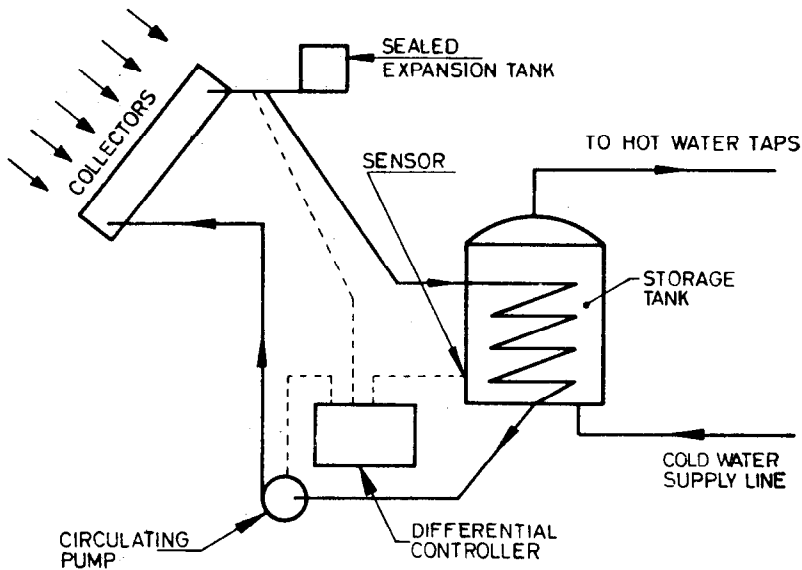 SEALED
EXPANSION TANK
COLLECTORS
SENSOR
TO HOT WATER TAPS
STORAGE
TANK
COLD WATER
SUPPLY LINE
CIRCULATING
PUMP
DIFFERENTIAL
CONTROLLER